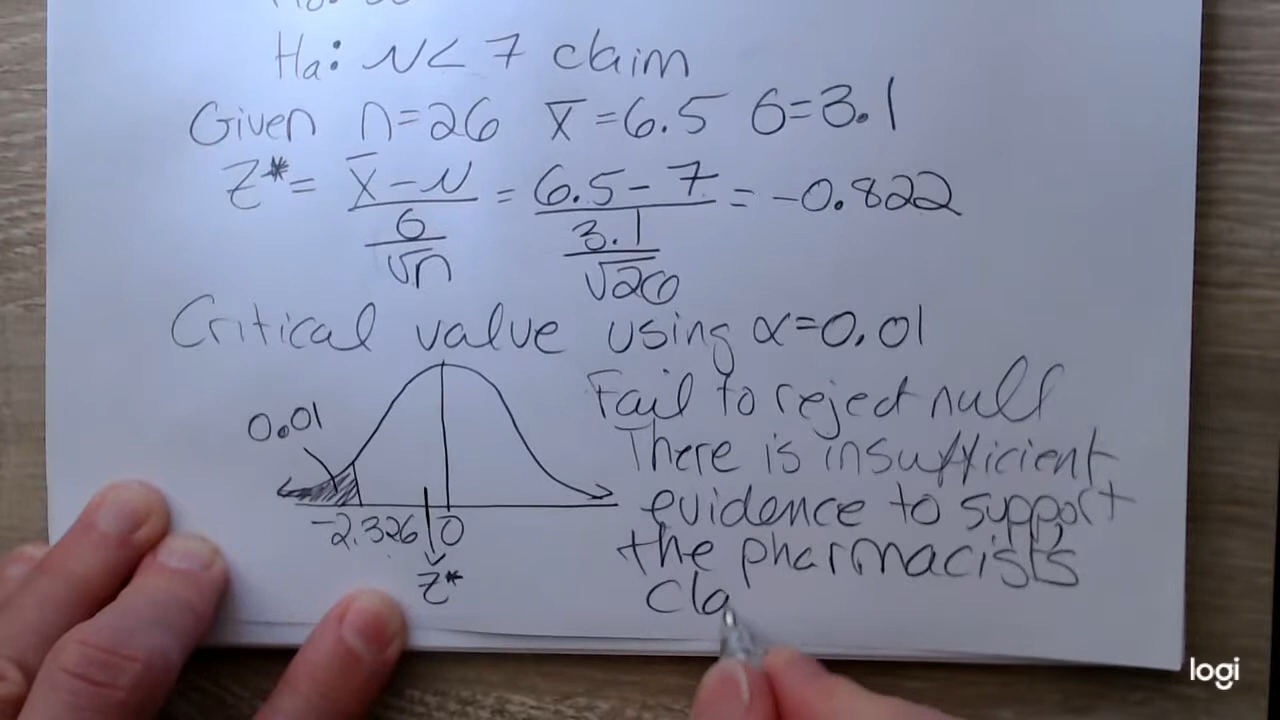 Ha: μ < 7 claim
Given n=26 x̄=6.5 σ=3.1
Z*= x̄-μ / σ/√n = 6.5-7 / 3.1/√26 = -0.822
Critical value using α=0.01
0.01
-2.326 0
Z*
Fail to reject null
There is insufficient
evidence to support
the pharmacists
Cla
logi